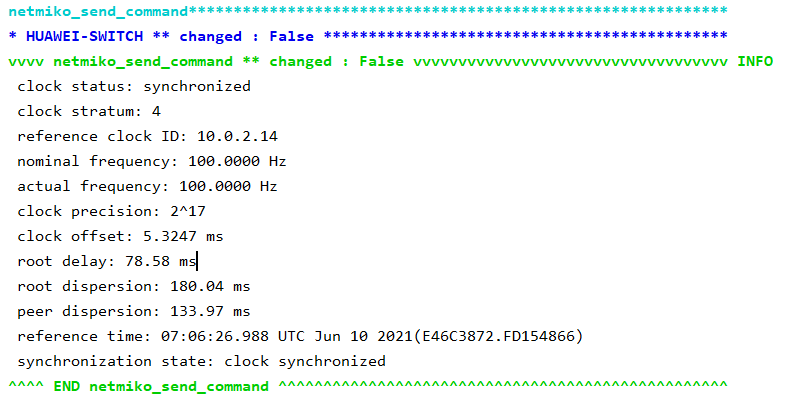 netmiko_send_command************************************************************
* HUAWEI-SWITCH ** changed : False *********************************************
vvvv netmiko_send_command ** changed : False vvvvvvvvvvvvvvvvvvvvvvvvvvvvvvvvvvv INFO
clock status: synchronized
clock stratum: 4
reference clock ID: 10.0.2.14
nominal frequency: 100.0000 Hz
actual frequency: 100.0000 Hz
clock precision: 2^17
clock offset: 5.3247 ms
root delay: 78.58 ms
root dispersion: 180.04 ms
peer dispersion: 133.97 ms
reference time: 07:06:26.988 UTC Jun 10 2021(E46C3872.FD154866)
synchronization state: clock synchronized
^^^^ END netmiko_send_command ^^^^^^^^^^^^^^^^^^^^^^^^^^^^^^^^^^^^^^^^^^^^^^^^^^